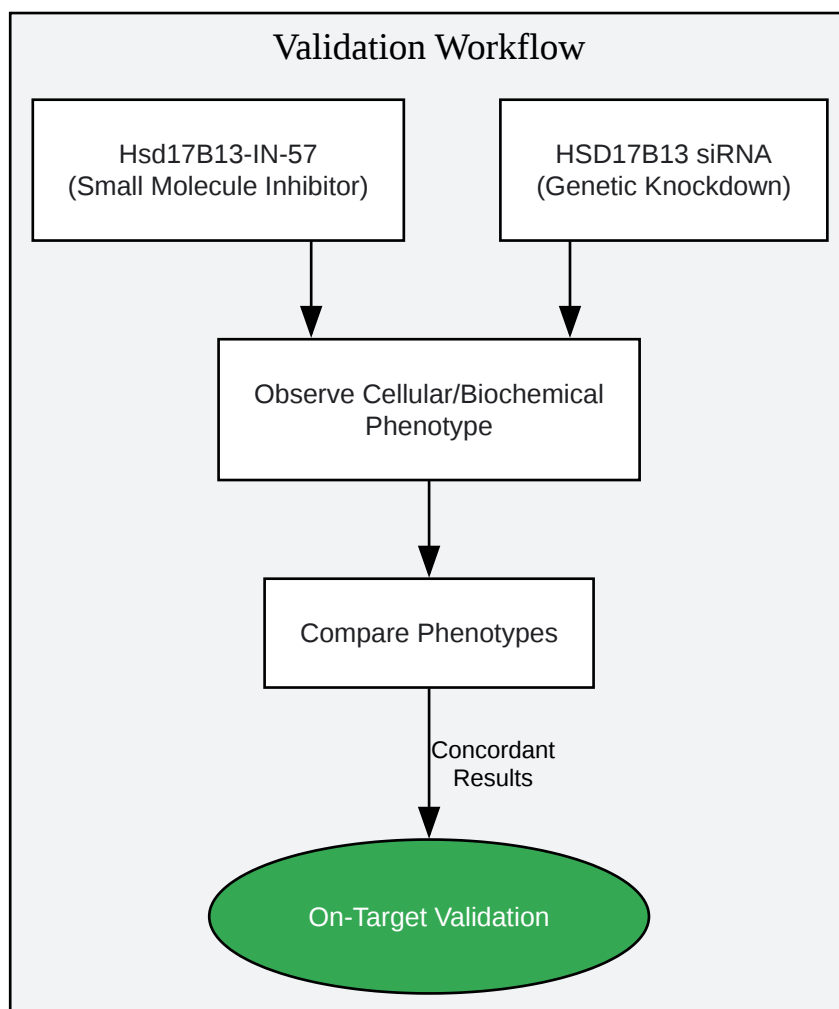 Validation Workflow
Hsd17B13-IN-57
(Small Molecule Inhibitor)
HSD17B13 siRNA
(Genetic Knockdown)
Observe Cellular/Biochemical
Phenotype
Compare Phenotypes
Concordant
Results
On-Target Validation